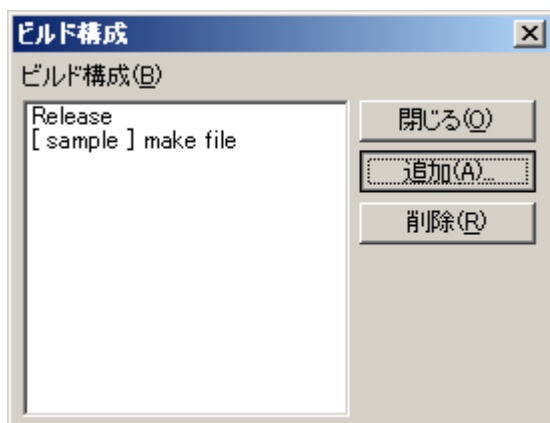 ビルド構成
ビルド構成(B)
Release
[ sample ] make file
閉じる(O)
追加(A)...
削除(R)